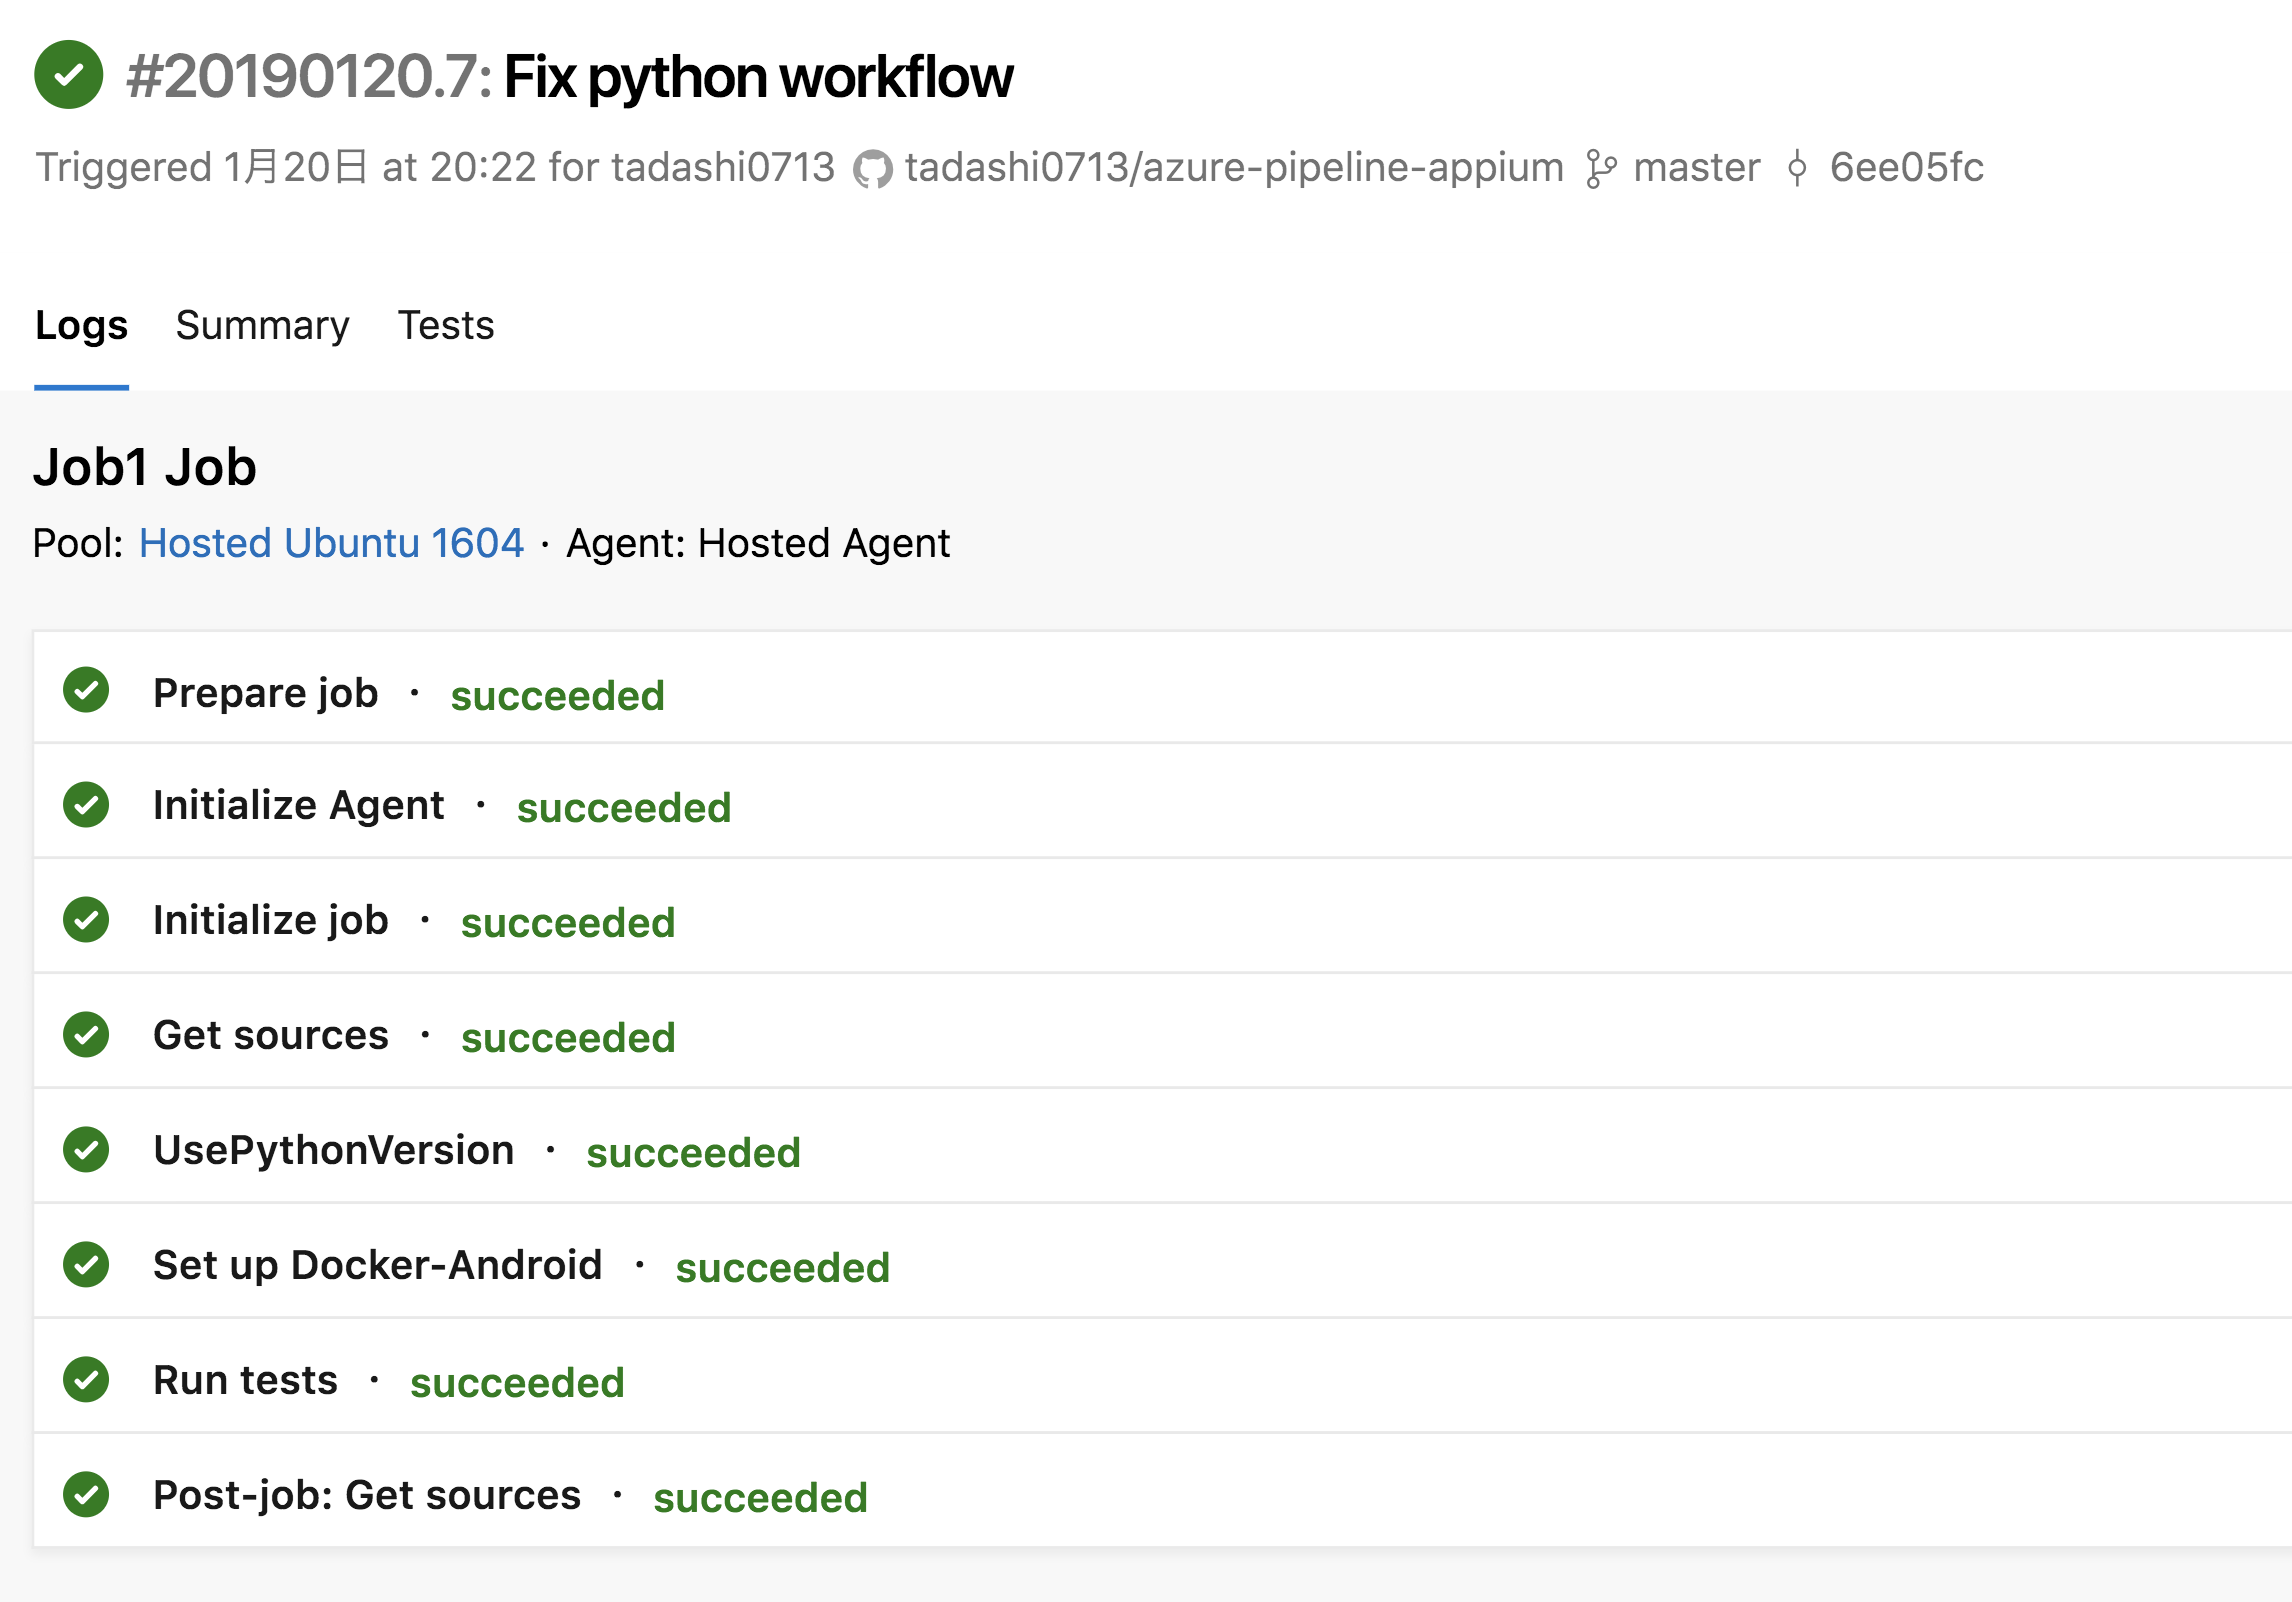 #20190120.7: Fix python workflow
Triggered 1月20日 at 20:22 for tadashi0713 tadashi0713/azure-pipeline-appium master 6ee05fc
Logs Summary Tests
Job1 Job
Pool: Hosted Ubuntu 1604 · Agent: Hosted Agent
Prepare job · succeeded
Initialize Agent · succeeded
Initialize job · succeeded
Get sources · succeeded
UsePythonVersion · succeeded
Set up Docker-Android · succeeded
Run tests · succeeded
Post-job: Get sources · succeeded